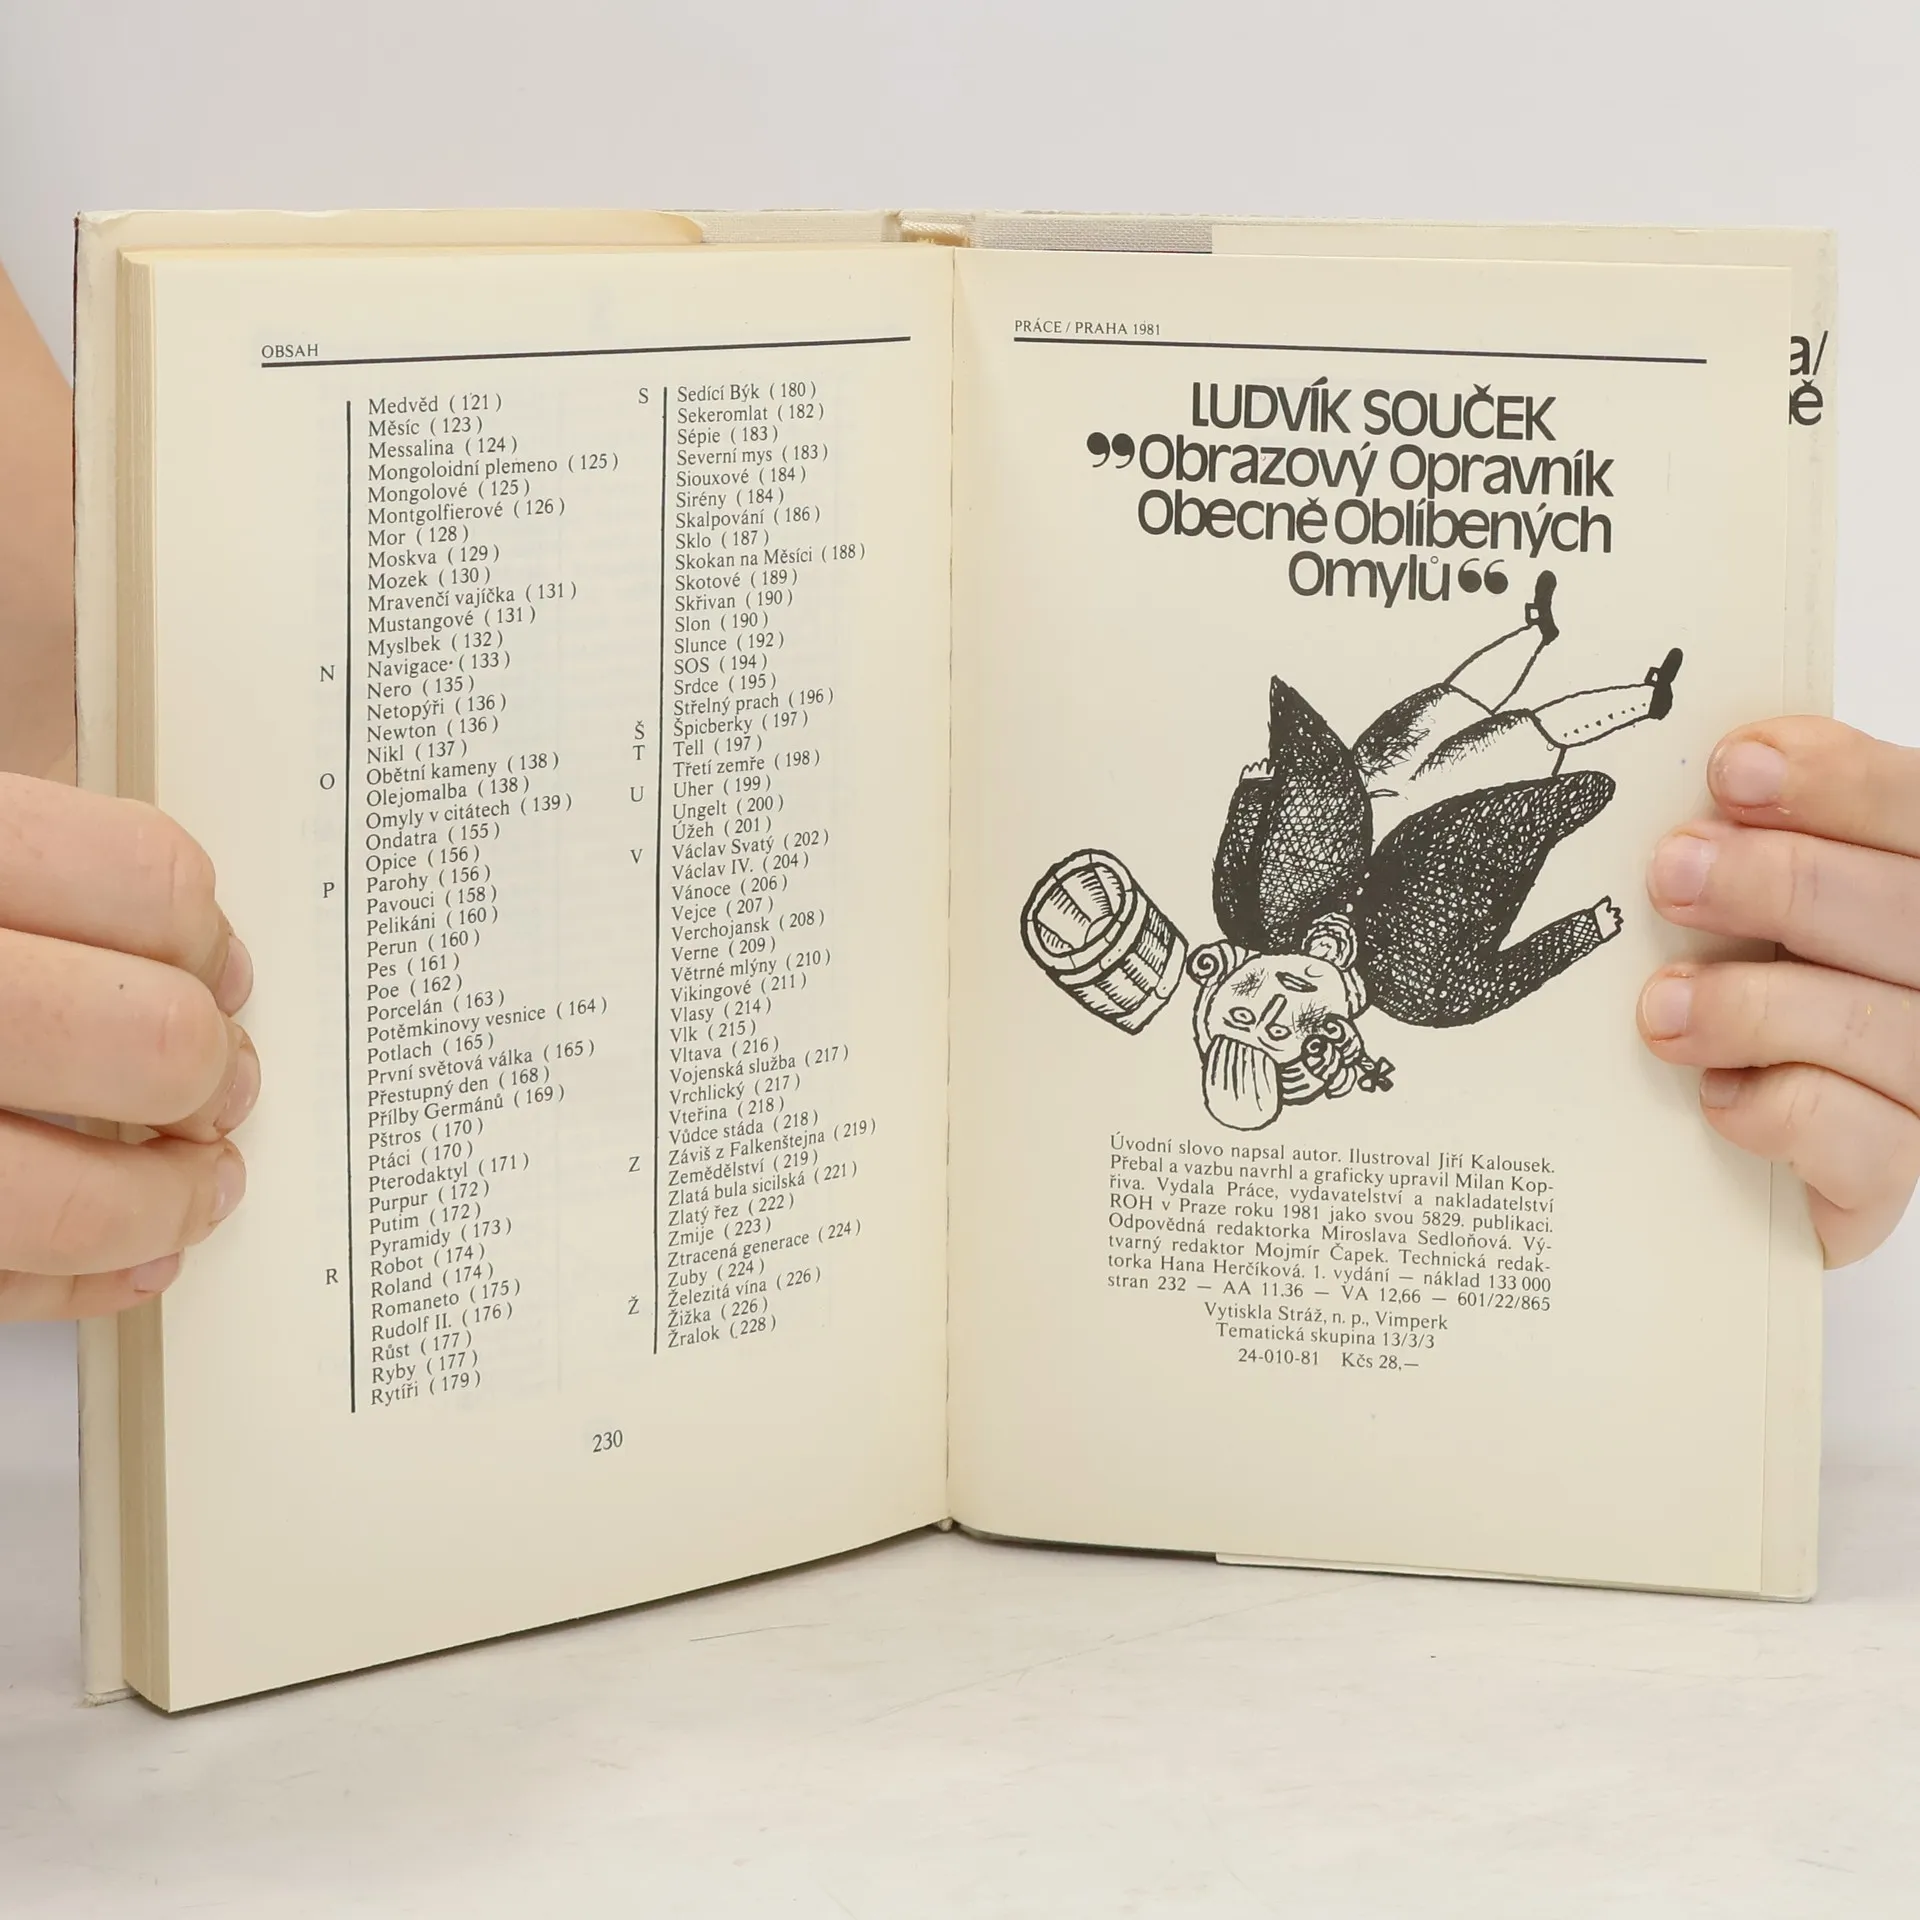 OBSAH
Medvěd (121)
Měsíc (123)
Messalina (124)
Mongoloidní plemeno (125)
Mongolové (125)
Montgolfierové (126)
Mor (128)
Moskva (129)
Mozek (130)
Mravenčí vajíčka (131)
Mustangové (131)
Myslbek (132)
N Navigace (133)
Nero (135)
Netopýři (136)
Newton (136)
Nikl (137)
O Obětní kameny (138)
Olejomalba (138)
Omyly v citátech (139)
Ondatra (155)
Opice (156)
P Parohy (156)
Pavouci (158)
Pelikáni (160)
Perun (160)
Pes (161)
Poe (162)
Porcelán (163)
Potěmkinovy vesnice (164)
Potlach (165)
První světová válka (165)
Přestupný den (168)
Přílby Germánů (169)
Pštros (170)
Ptáci (170)
Pterodaktyl (171)
Purpur (172)
Putim (172)
Pyramidy (173)
R Robot (174)
Roland (174)
Romaneto (175)
Rudolf II. (176)
Růst (177)
Ryby (177)
Rytíři (179)
S Sedící Býk (180)
Sekeromlat (182)
Sépie (183)
Severní mys (183)
Siouxové (184)
Sirény (184)
Skalpování (186)
Sklo (187)
Skokan na Měsíci (188)
Skotové (189)
Skřivan (190)
Slon (190)
Slunce (192)
SOS (194)
Srdce (195)
Střelný prach (196)
Š Špicberky (197)
T Tell (197)
Třetí zemře (198)
U Uher (199)
Ungelt (200)
Úžeh (201)
V Václav Svatý (202)
Václav IV. (204)
Vánoce (206)
Vejce (207)
Verchojansk (208)
Verne (209)
Větrné mlýny (210)
Vikingové (211)
Vlasy (214)
Vlk (215)
Vltava (216)
Vojenská služba (217)
Vrchlický (217)
Vteřina (218)
Vůdce stáda (218)
Z Záviš z Falkenštejna (219)
Zemědělství (219)
Zlatá bula sicilská (221)
Zlatý řez (222)
Zmije (223)
Ztracená generace (224)
Zuby (224)
Ž Železitá vína (226)
Žižka (226)
Žralok (228)
230
PRÁCE / PRAHA 1981
LUDVÍK SOUČEK
„Obrazový Opravník
Obecně Oblíbených
Omylů“
Úvodní slovo napsal autor. Ilustroval Jiří Kalousek.
Přebal a vazbu navrhl a graficky upravil Milan Kop-
řiva. Vydala Práce, vydavatelství a nakladatelství
ROH v Praze roku 1981 jako svou 5829. publikaci.
Odpovědná redaktorka Miroslava Sedloňová. Vý-
tvarný redaktor Mojmír Čapek. Technická redak-
torka Hana Herčíková. 1. vydání — náklad 133 000
stran 232 — AA 11.36 — VA 12,66 — 601/22/865
Vytiskla Stráž, n. p., Vimperk
Tematická skupina 13/3/3
24-010-81 Kčs 28,—
a/
ě